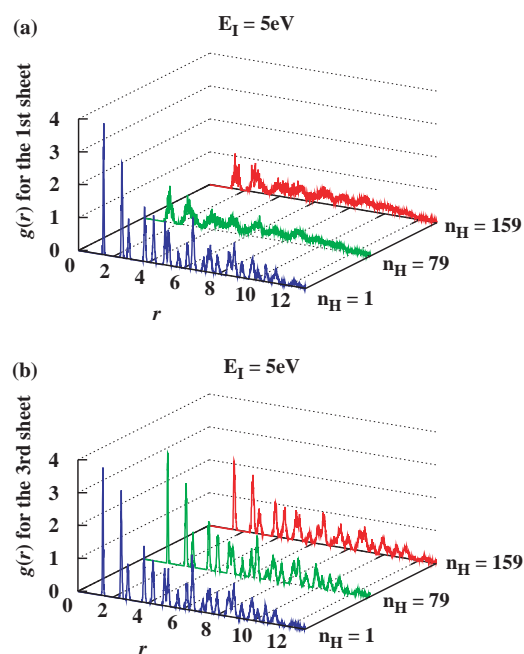 (a)
E_I = 5eV
g(r) for the 1st sheet
4
3
2
1
0
0
2
4
6
8
10
12
r
n_H = 1
n_H = 79
n_H = 159
(b)
E_I = 5eV
g(r) for the 3rd sheet
4
3
2
1
0
0
2
4
6
8
10
12
r
n_H = 1
n_H = 79
n_H = 159